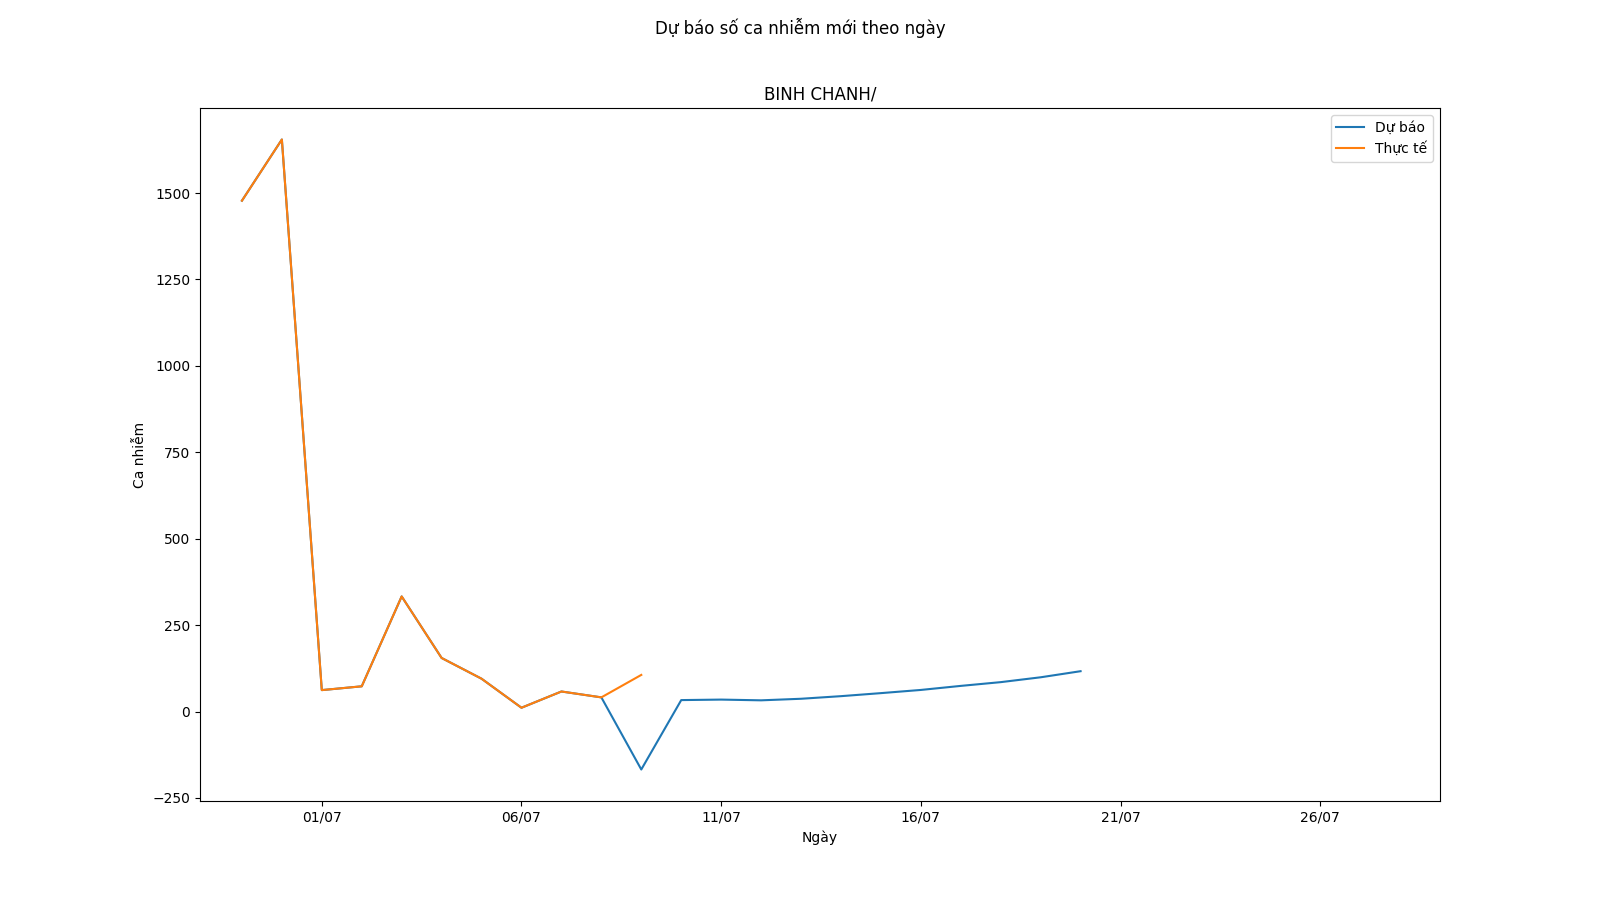 Dự báo số ca nhiễm mới theo ngày
BINH CHANH/
Dự báo
Thực tế
1500
1250
1000
750
500
250
0
−250
Ca nhiễm
01/07
06/07
11/07
16/07
21/07
26/07
Ngày